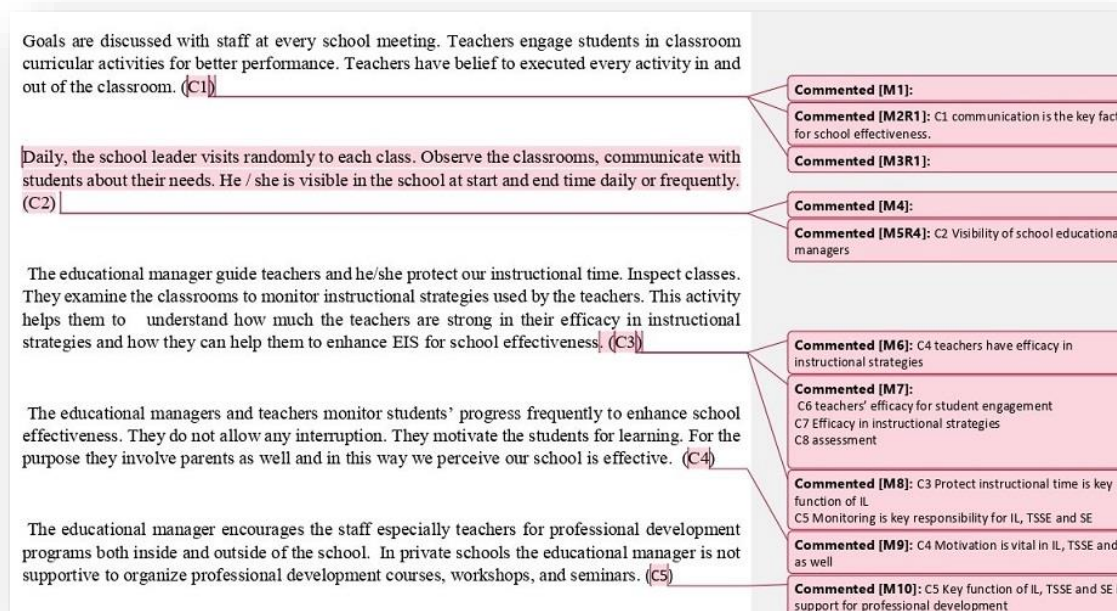 Goals are discussed with staff at every school meeting. Teachers engage students in classroom
curricular activities for better performance. Teachers have belief to executed every activity in and
out of the classroom. (C1)
Daily, the school leader visits randomly to each class. Observe the classrooms, communicate with
students about their needs. He / she is visible in the school at start and end time daily or frequently.
(C2)
The educational manager guide teachers and he/she protect our instructional time. Inspect classes.
They examine the classrooms to monitor instructional strategies used by the teachers. This activity
helps them to understand how much the teachers are strong in their efficacy in instructional
strategies and how they can help them to enhance EIS for school effectiveness. (C3)
The educational managers and teachers monitor students’ progress frequently to enhance school
effectiveness. They do not allow any interruption. They motivate the students for learning. For the
purpose they involve parents as well and in this way we perceive our school is effective. (C4)
The educational manager encourages the staff especially teachers for professional development
programs both inside and outside of the school. In private schools the educational manager is not
supportive to organize professional development courses, workshops, and seminars. (C5)
Commented [M1]:
Commented [M2R1]: C1 communication is the key
for school effectiveness.
Commented [M3R1]:
Commented [M4]:
Commented [M5R4]: C2 Visibility of school
managers
Commented [M6]: C4 teachers have efficacy in
instructional strategies
Commented [M7]:
C6 teachers’ efficacy for student engagement
C7 Efficacy in instructional strategies
C8 assessment
Commented [M8]: C3 Protect instructional time is key
function of IL
C5 Monitoring is key responsibility for IL, TSSE and SE
Commented [M9]: C4 Motivation is vital in IL, TSSE and
as well
Commented [M10]: C5 Key function of IL, TSSE and SE
support for professional development